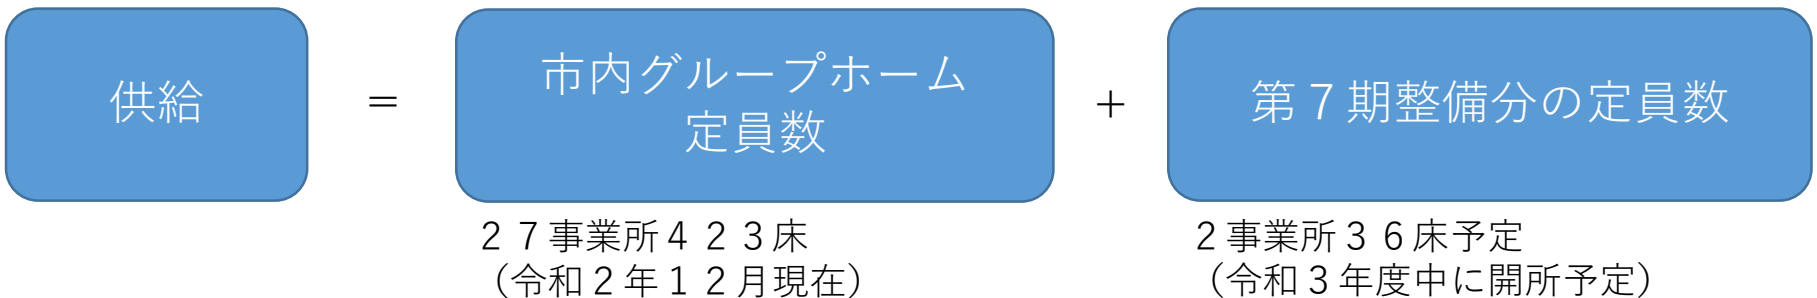 供給
＝
市内グループホーム
定員数
＋
第７期整備分の定員数
２７事業所４２３床
（令和２年１２月現在）
２事業所３６床予定
（令和３年度中に開所予定）